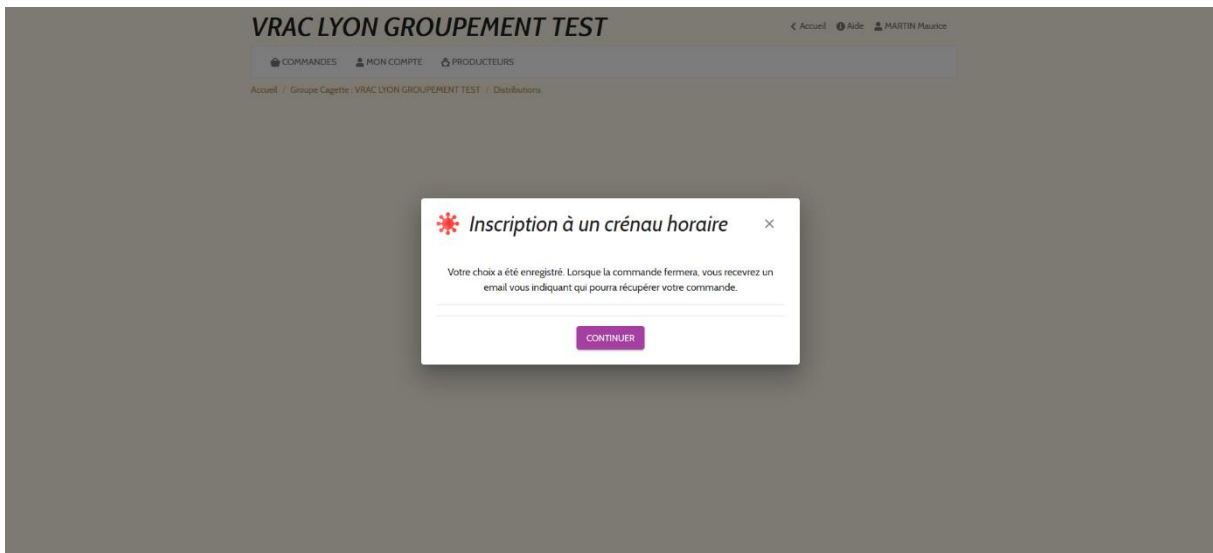 VRAC LYON GROUPEMENT TEST
Accueil Aide MARTIN Maurice
COMMANDES MON COMPTE PRODUCTEURS
Accueil / Groupe Cagette : VRAC LYON GROUPEMENT TEST / Distributions
Inscription à un crénau horaire ×
Votre choix a été enregistré. Lorsque la commande fermera, vous recevrez un
email vous indiquant qui pourra récupérer votre commande.
CONTINUER